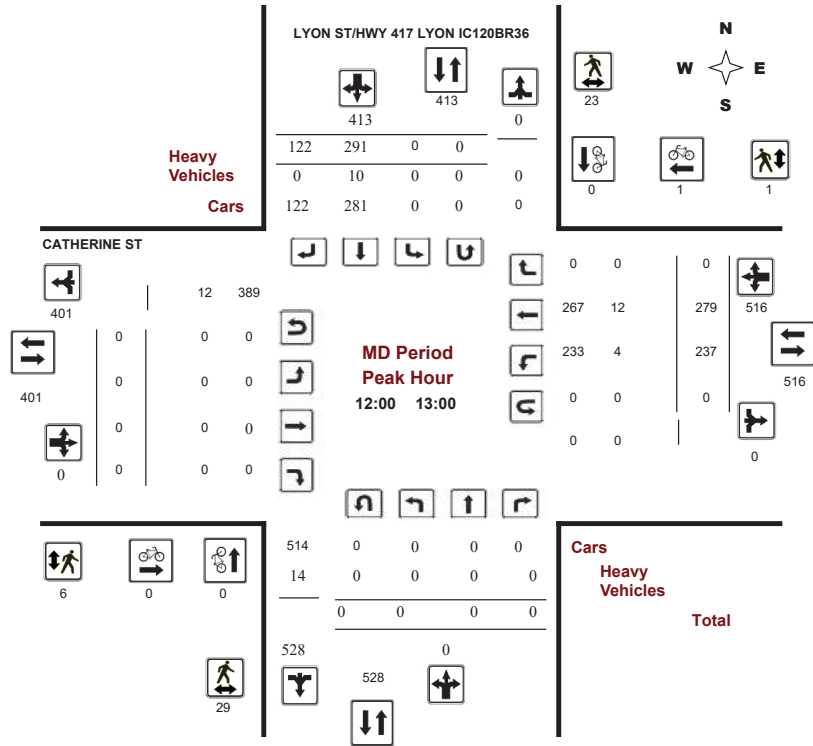 LYON ST/HWY 417 LYON IC120BR36
N
W E
S
413
413
0
23
122 291 0 0
Heavy
Vehicles
0 10 0 0 0
Cars
122 281 0 0 0
0 1 1
CATHERINE ST
401
12 389
0 0 0
401
0 0 0
0 0 0
0
0 0 0
MD Period
Peak Hour
12:00 13:00
0 0 0
267 12 279
516
233 4 237
516
0 0 0
0 0
0
6 0 0
29
514 0 0 0 0
14 0 0 0 0
0 0 0 0
528 0
528
Cars
Heavy
Vehicles
Total